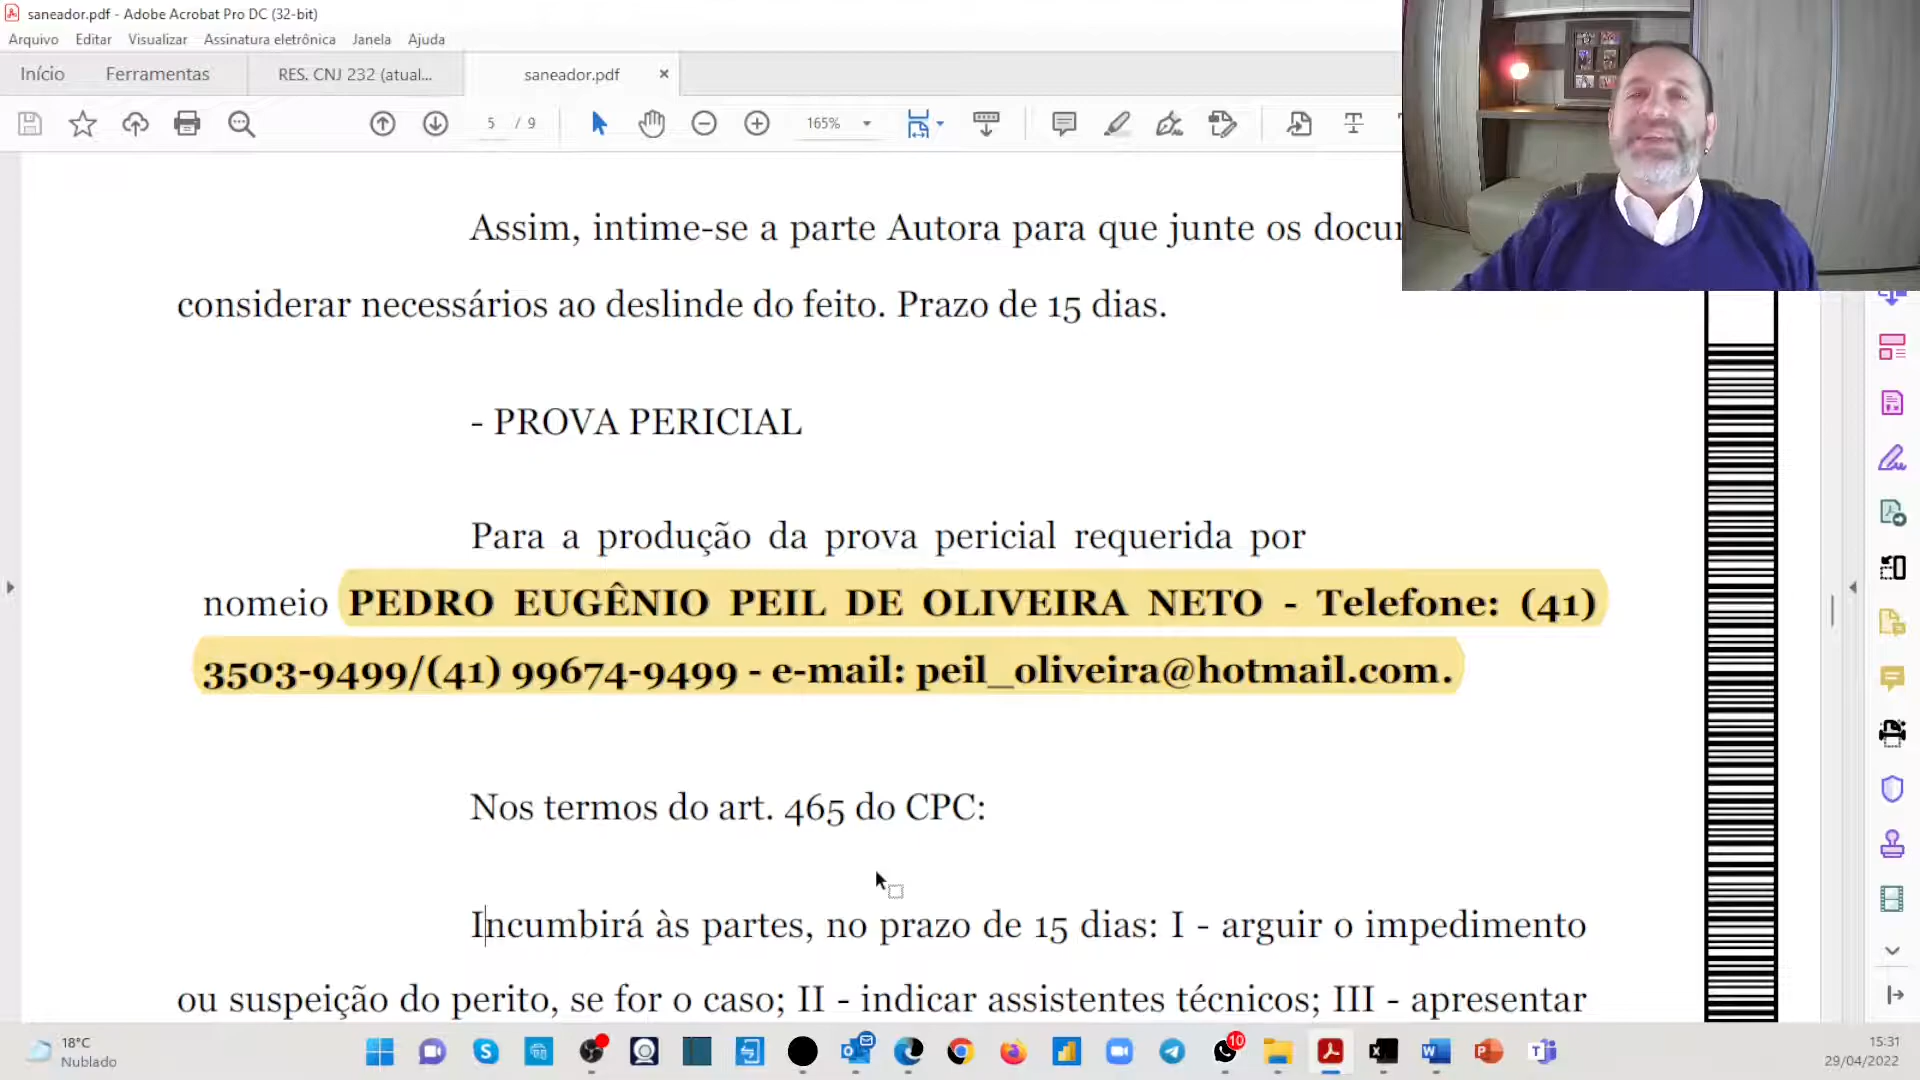 saneador.pdf - Adobe Acrobat Pro DC (32-bit)
Arquivo Editar Visualizar Assinatura eletrônica Janela Ajuda
Início Ferramentas RES. CNJ 232 (atual... saneador.pdf ×
5 / 9 165%
Assim, intime-se a parte Autora para que junte os
considerar necessários ao deslinde do feito. Prazo de 15 dias.
- PROVA PERICIAL
Para a produção da prova pericial requerida por
nomeio PEDRO EUGÊNIO PEIL DE OLIVEIRA NETO - Telefone: (41)
3503-9499/(41) 99674-9499 - e-mail: peil_oliveira@hotmail.com.
Nos termos do art. 465 do CPC:
Incumbirá às partes, no prazo de 15 dias: I - arguir o impedimento
ou suspeição do perito, se for o caso; II - indicar assistentes técnicos; III - apresentar
18°C
Nublado
10
15:31
29/04/2022